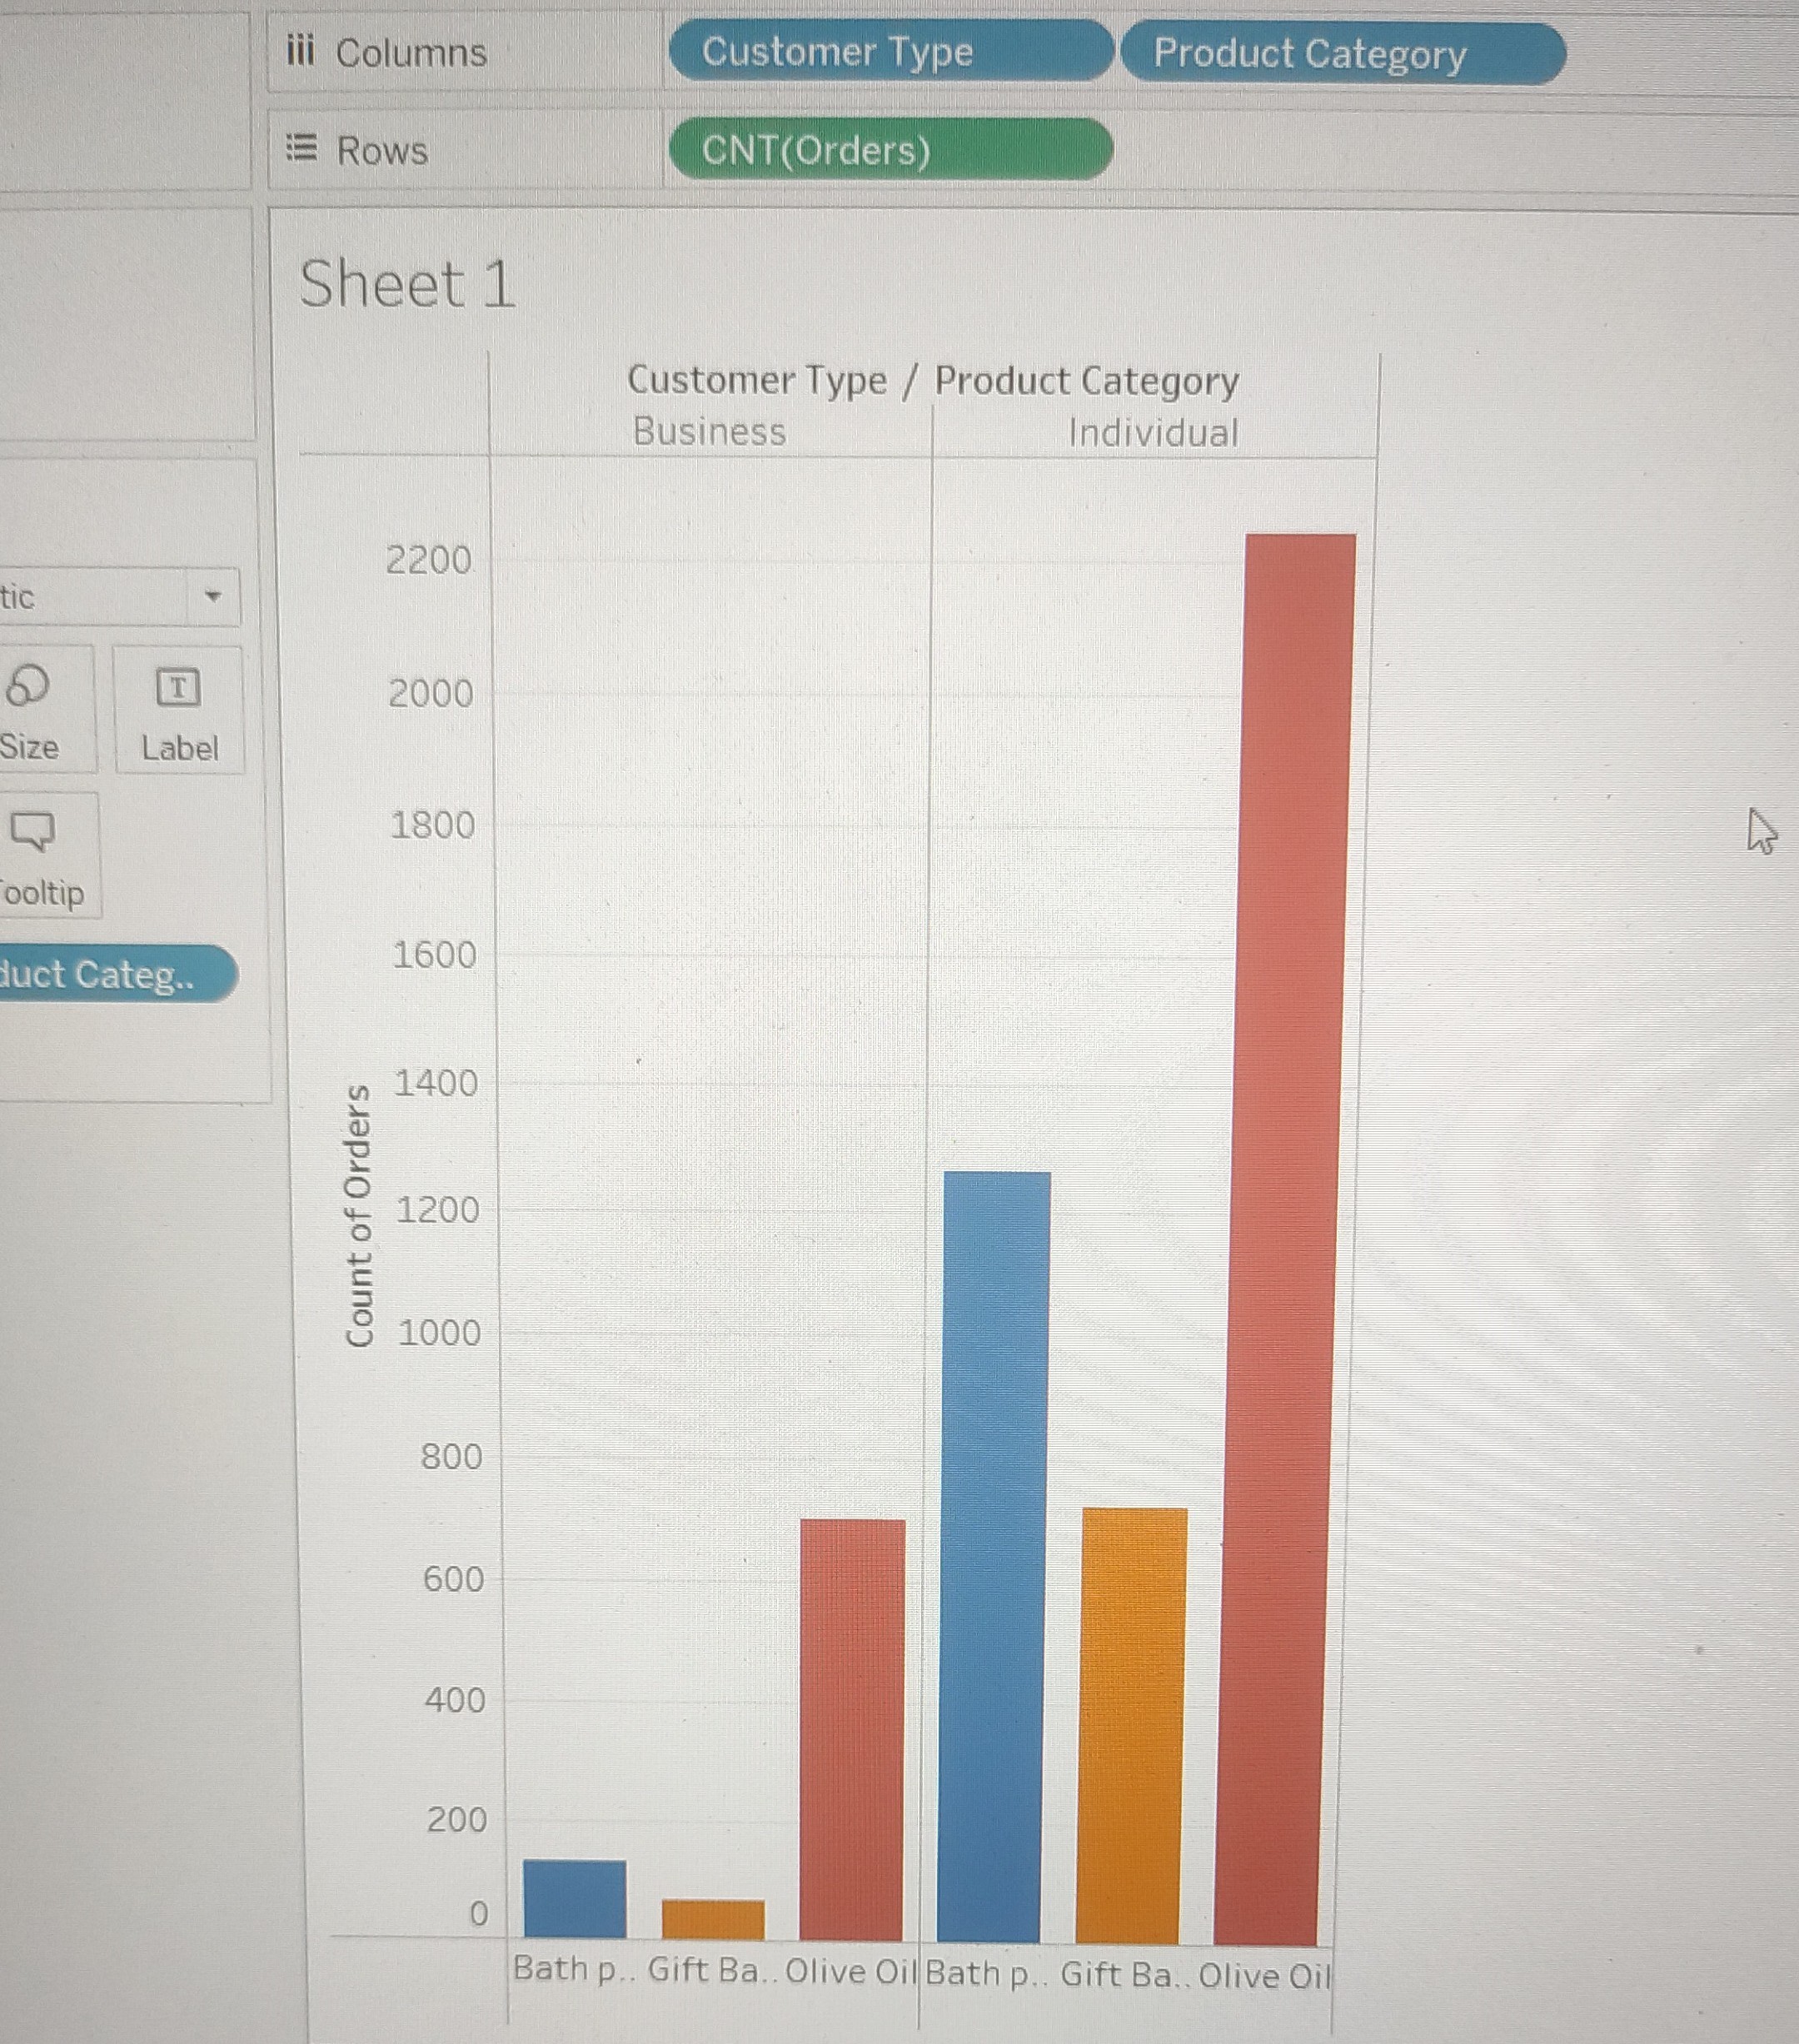 Columns Customer Type Product Category
Rows CNT(Orders)
Sheet 1
Customer Type / Product Category
Business Individual
tic
Size Label
ooltip
duct Categ..
Count of Orders
2200
2000
1800
1600
1400
1200
1000
800
600
400
200
0
Bath p.. Gift Ba.. Olive Oil Bath p.. Gift Ba.. Olive Oil